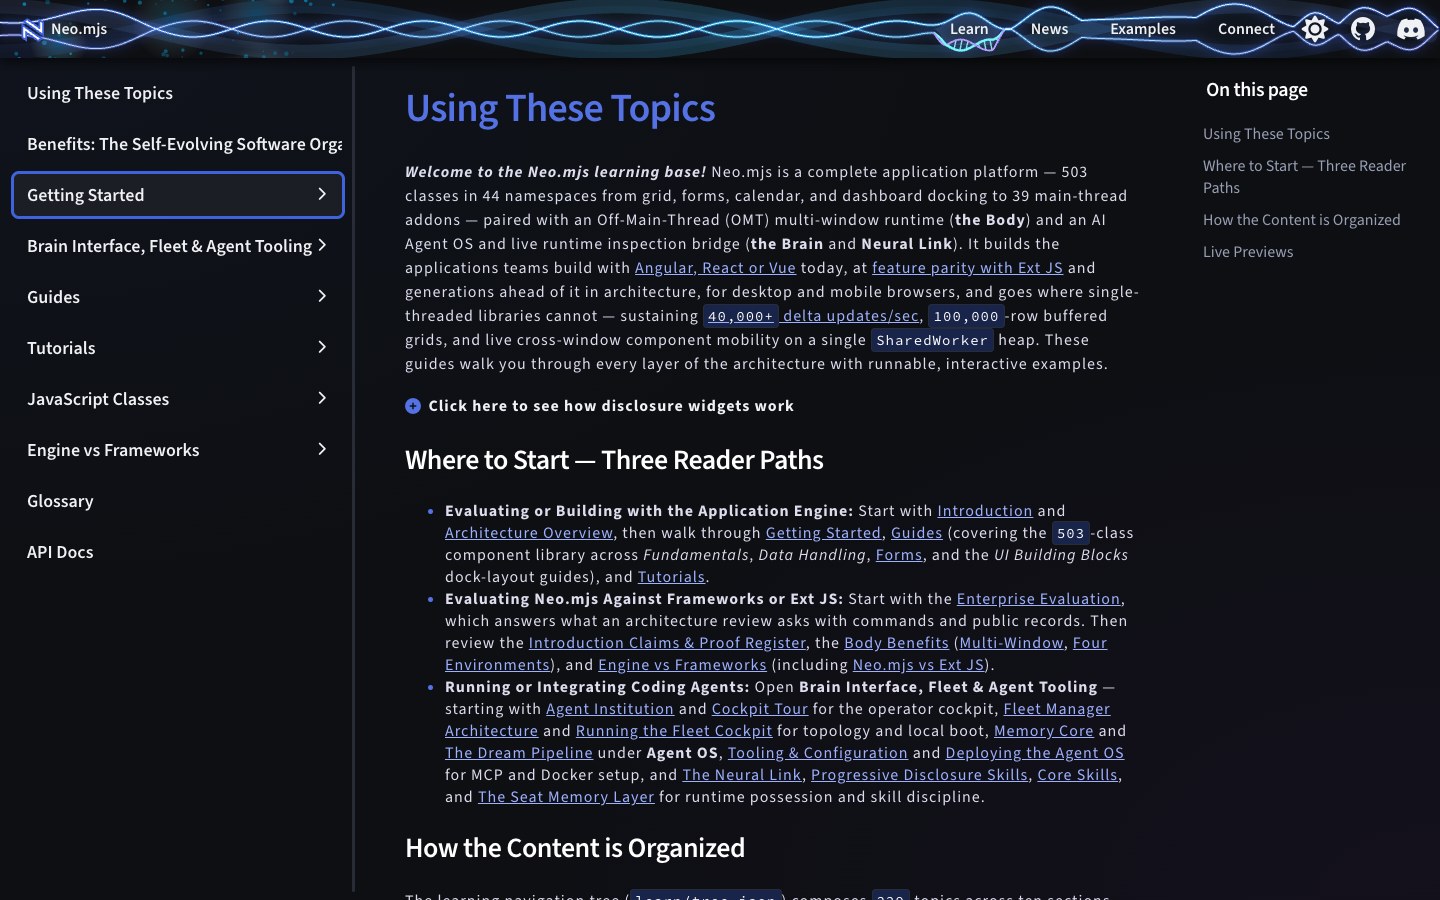 Neo.mjs
Learn
News
Examples
Connect
Using These Topics
Benefits: The Self-Evolving Software
Getting Started
Brain Interface, Fleet & Agent Tooling
Guides
Tutorials
JavaScript Classes
Engine vs Frameworks
Glossary
API Docs
Using These Topics
Welcome to the Neo.mjs learning base! Neo.mjs is a complete application platform — 503
classes in 44 namespaces from grid, forms, calendar, and dashboard docking to 39 main-thread
addons — paired with an Off-Main-Thread (OMT) multi-window runtime (the Body) and an AI
Agent OS and live runtime inspection bridge (the Brain and Neural Link). It builds the
applications teams build with Angular, React or Vue today, at feature parity with Ext JS and
generations ahead of it in architecture, for desktop and mobile browsers, and goes where single-
threaded libraries cannot — sustaining 40,000+ delta updates/sec, 100,000-row buffered
grids, and live cross-window component mobility on a single SharedWorker heap. These
guides walk you through every layer of the architecture with runnable, interactive examples.
Click here to see how disclosure widgets work
Where to Start — Three Reader Paths
Evaluating or Building with the Application Engine: Start with Introduction and
Architecture Overview, then walk through Getting Started, Guides (covering the 503-class
component library across Fundamentals, Data Handling, Forms, and the UI Building Blocks
dock-layout guides), and Tutorials.
Evaluating Neo.mjs Against Frameworks or Ext JS: Start with the Enterprise Evaluation,
which answers what an architecture review asks with commands and public records. Then
review the Introduction Claims & Proof Register, the Body Benefits (Multi-Window, Four
Environments), and Engine vs Frameworks (including Neo.mjs vs Ext JS).
Running or Integrating Coding Agents: Open Brain Interface, Fleet & Agent Tooling —
starting with Agent Institution and Cockpit Tour for the operator cockpit, Fleet Manager
Architecture and Running the Fleet Cockpit for topology and local boot, Memory Core and
The Dream Pipeline under Agent OS, Tooling & Configuration and Deploying the Agent OS
for MCP and Docker setup, and The Neural Link, Progressive Disclosure Skills, Core Skills,
and The Seat Memory Layer for runtime possession and skill discipline.
How the Content is Organized
The learning navigation tree (learn/tree.json) composes topics across ten sections
On this page
Using These Topics
Where to Start — Three Reader
Paths
How the Content is Organized
Live Previews